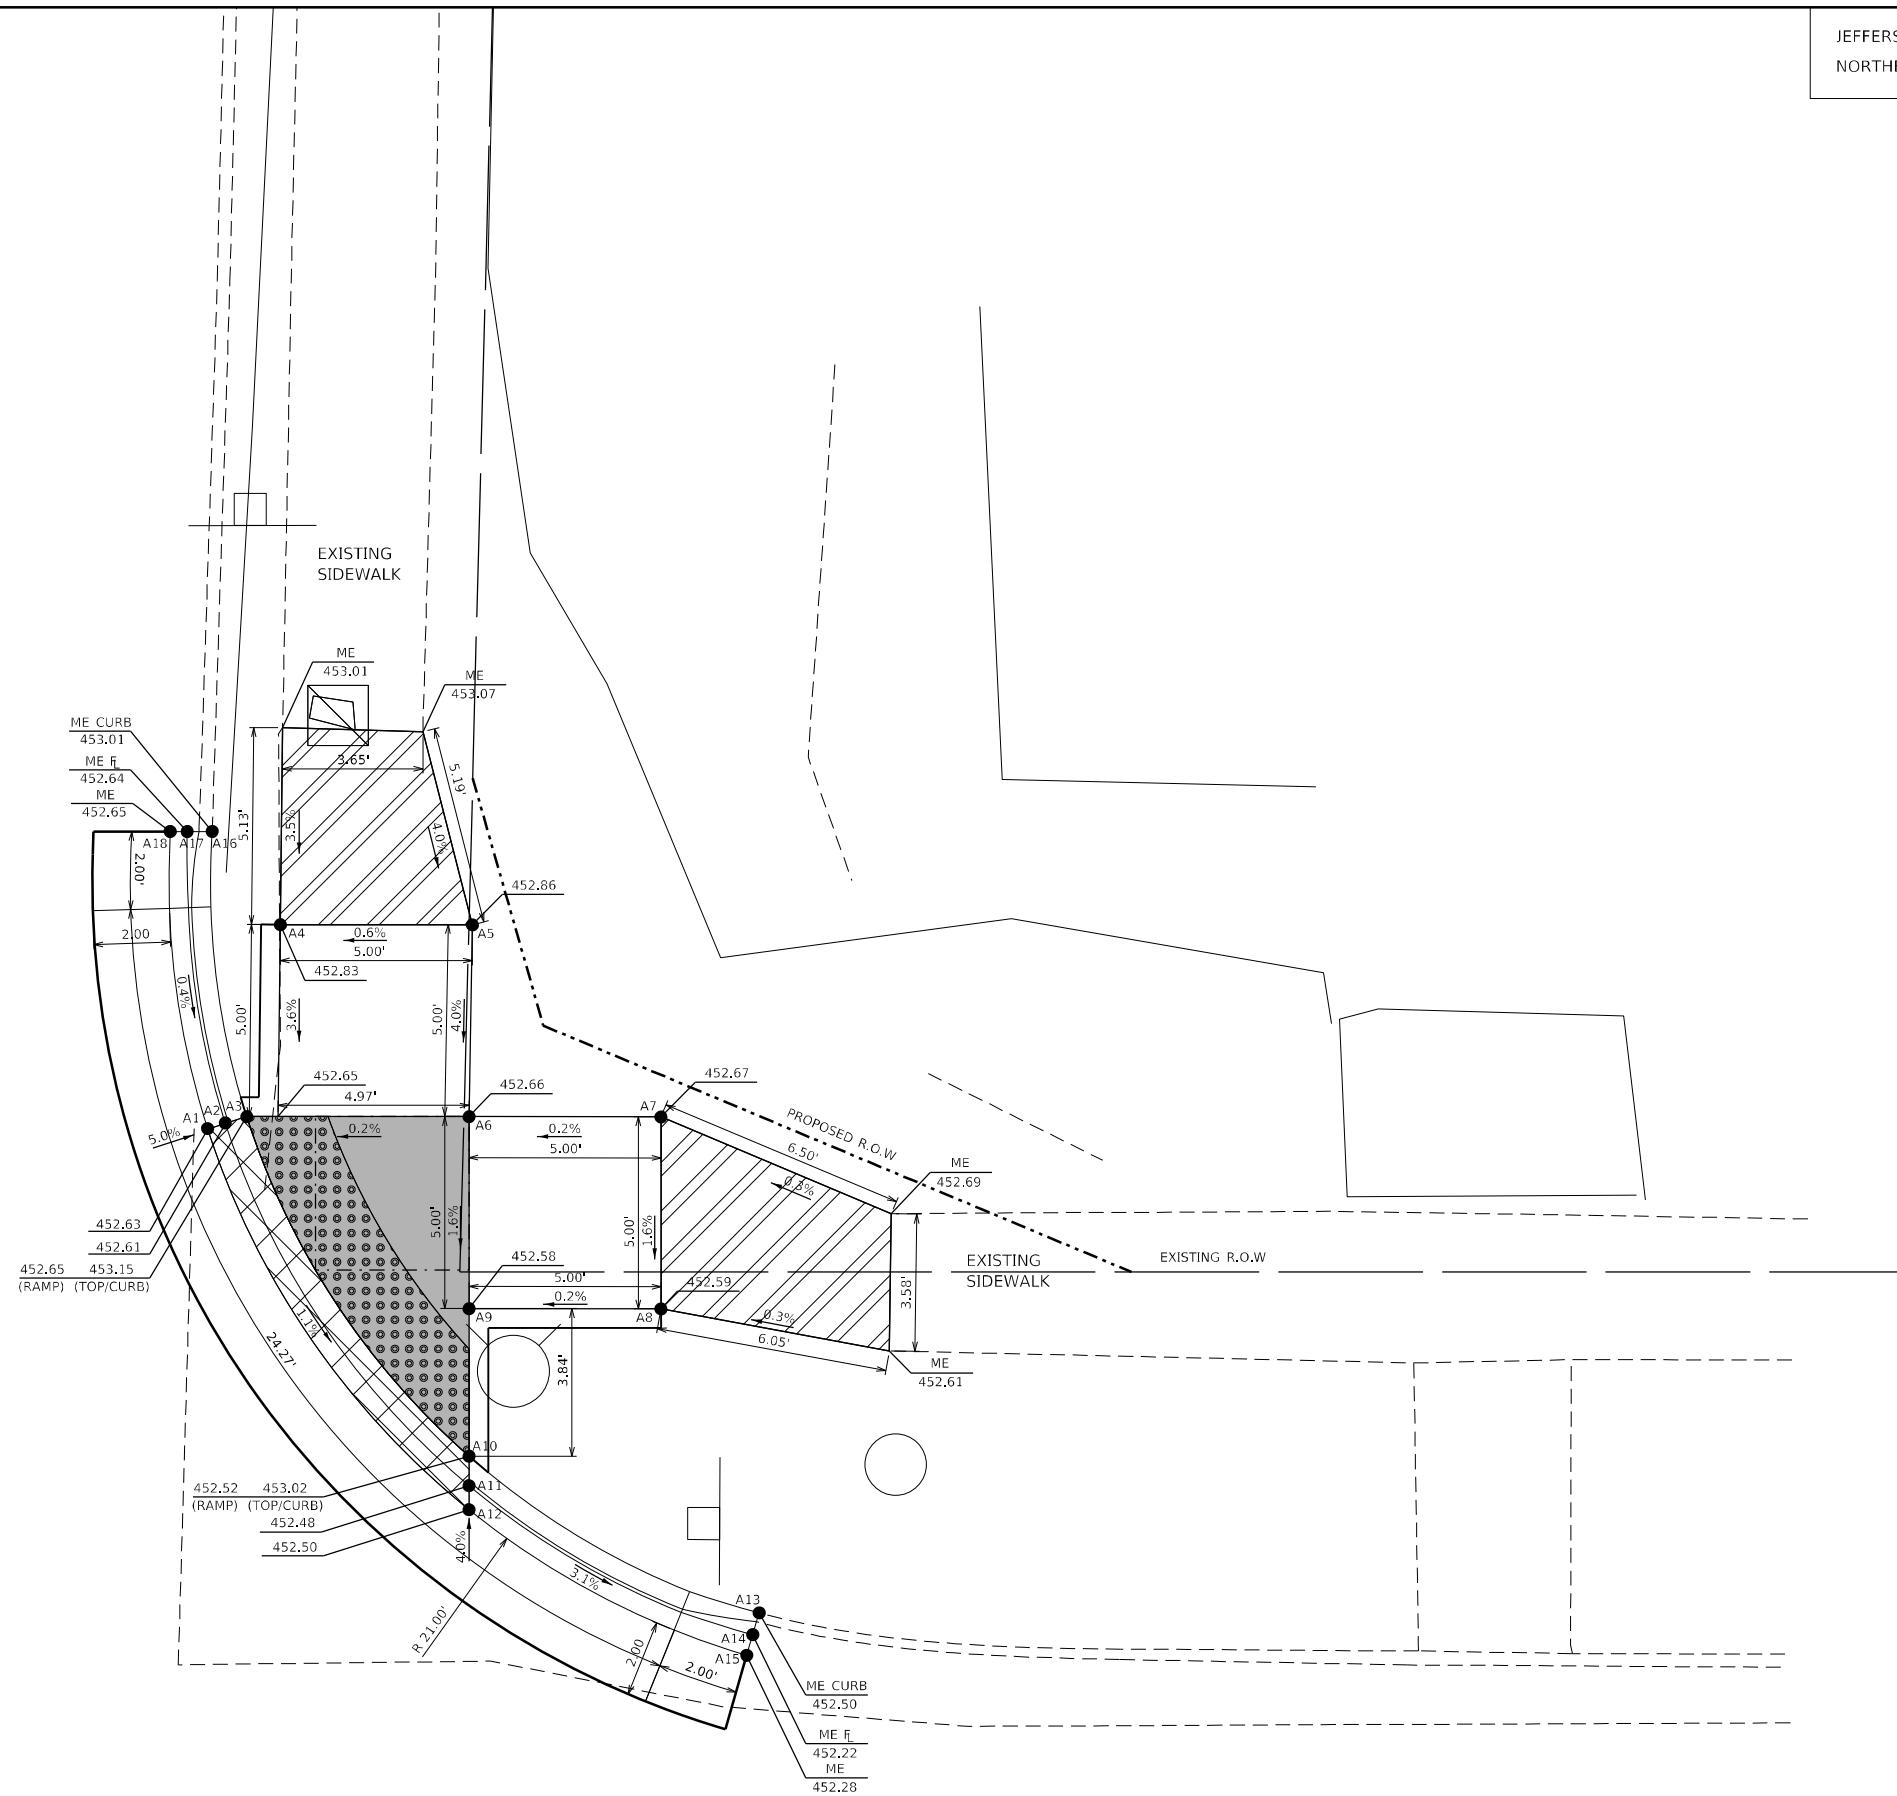 JEFFERS
NORTHE
EXISTING
SIDEWALK
ME
453.01
ME
453.07
ME CURB
453.01
ME FL
452.64
ME
452.65
3.65'
5.19'
5.13'
3.5%
4.0%
A18
A17
A16
2.00'
452.86
A4
0.6%
A5
2.00
5.00'
452.83
0.4%
5.00'
3.6%
5.00'
4.0%
452.65
452.66
452.67
4.97'
A1
A2
A3
A6
A7
5.0%
0.2%
0.2%
5.00'
PROPOSED R.O.W
6.50'
ME
452.69
0.3%
452.63
452.61
452.65 453.15
(RAMP) (TOP/CURB)
5.00'
1.6%
5.00'
1.6%
452.58
5.00'
452.59
0.2%
A9
A8
EXISTING
SIDEWALK
EXISTING R.O.W
3.58'
0.3%
6.05'
ME
452.61
1.1%
24.27'
3.84'
A10
452.52 453.02
(RAMP) (TOP/CURB)
A11
452.48
A12
452.50
4.0%
3.1%
R 21.00'
A13
A14
A15
2.00
2.00'
ME CURB
452.50
ME FL
452.22
ME
452.28